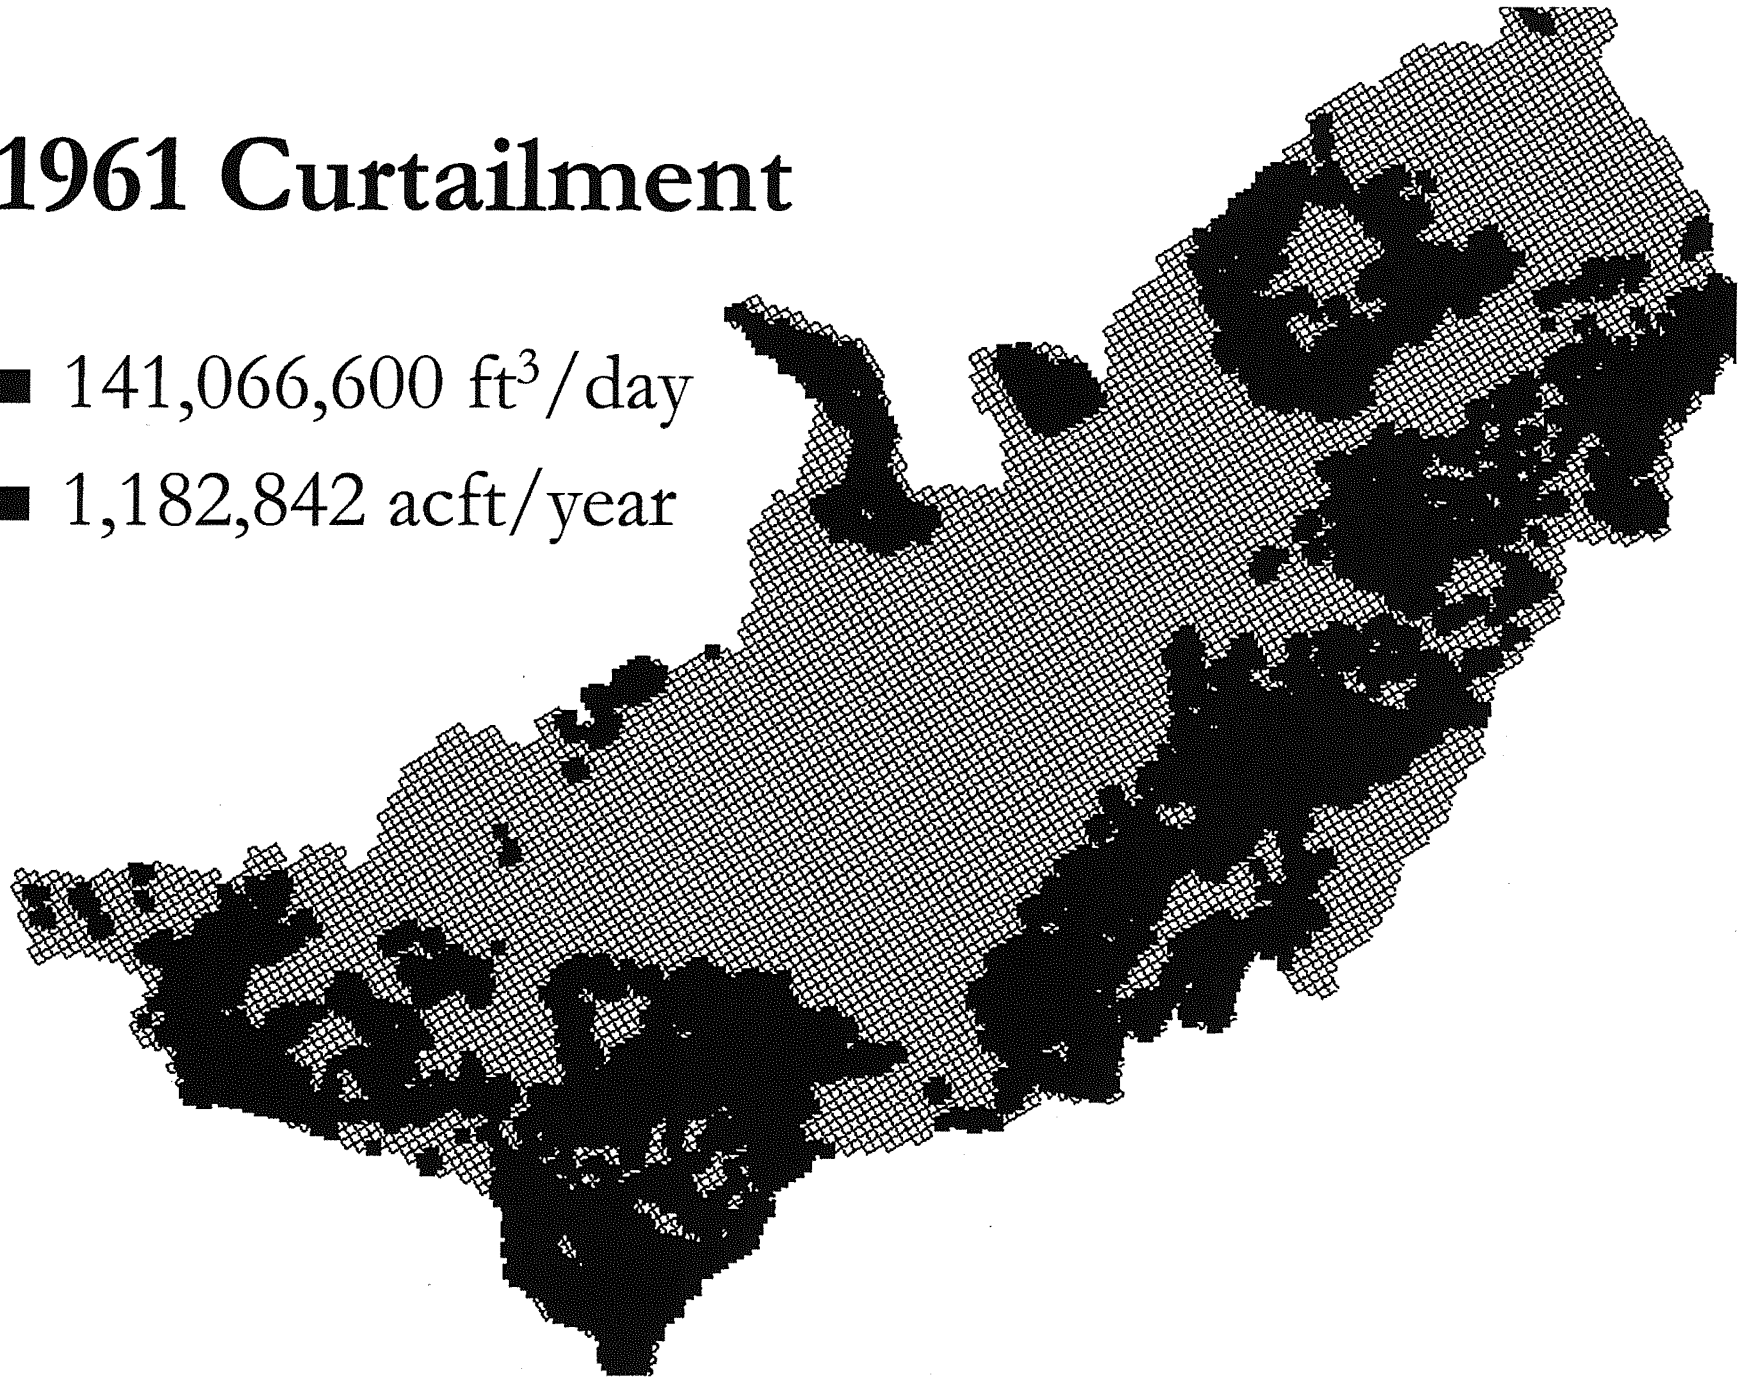 1961 Curtailment
■ 141,066,600 ft³/day
■ 1,182,842 acft/year